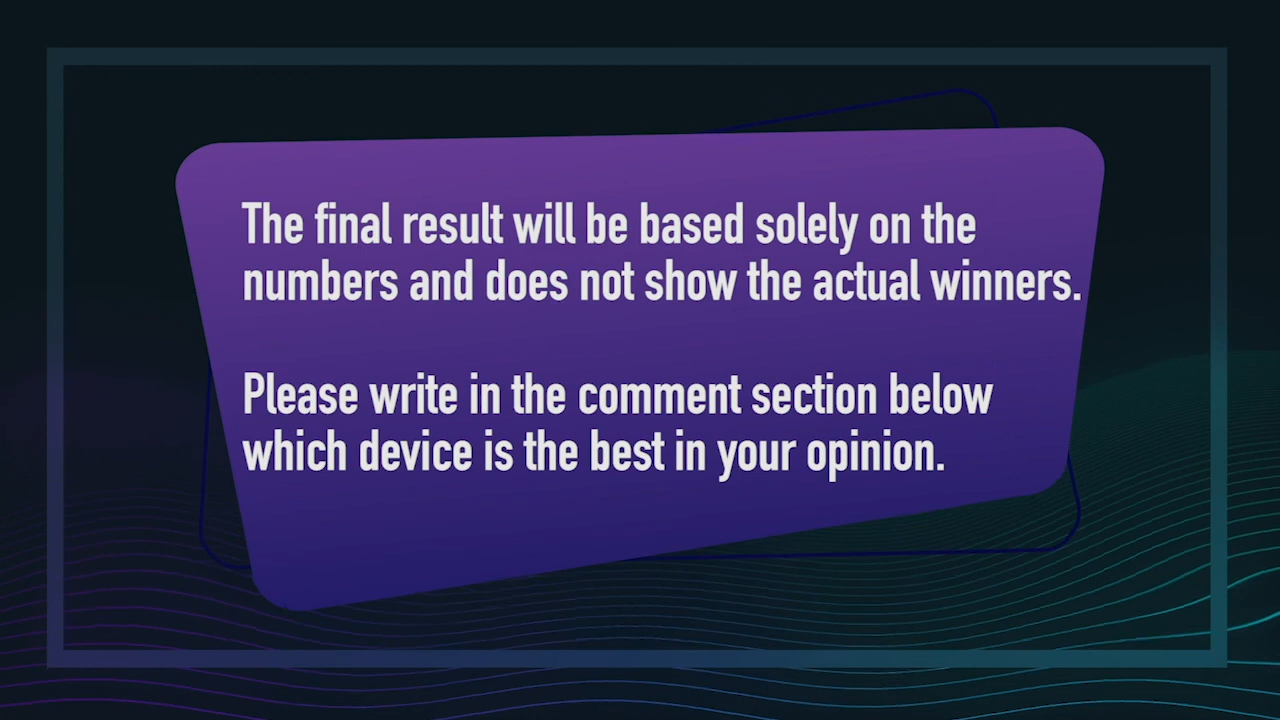 The final result will be based solely on the
numbers and does not show the actual winners.
Please write in the comment section below
which device is the best in your opinion.